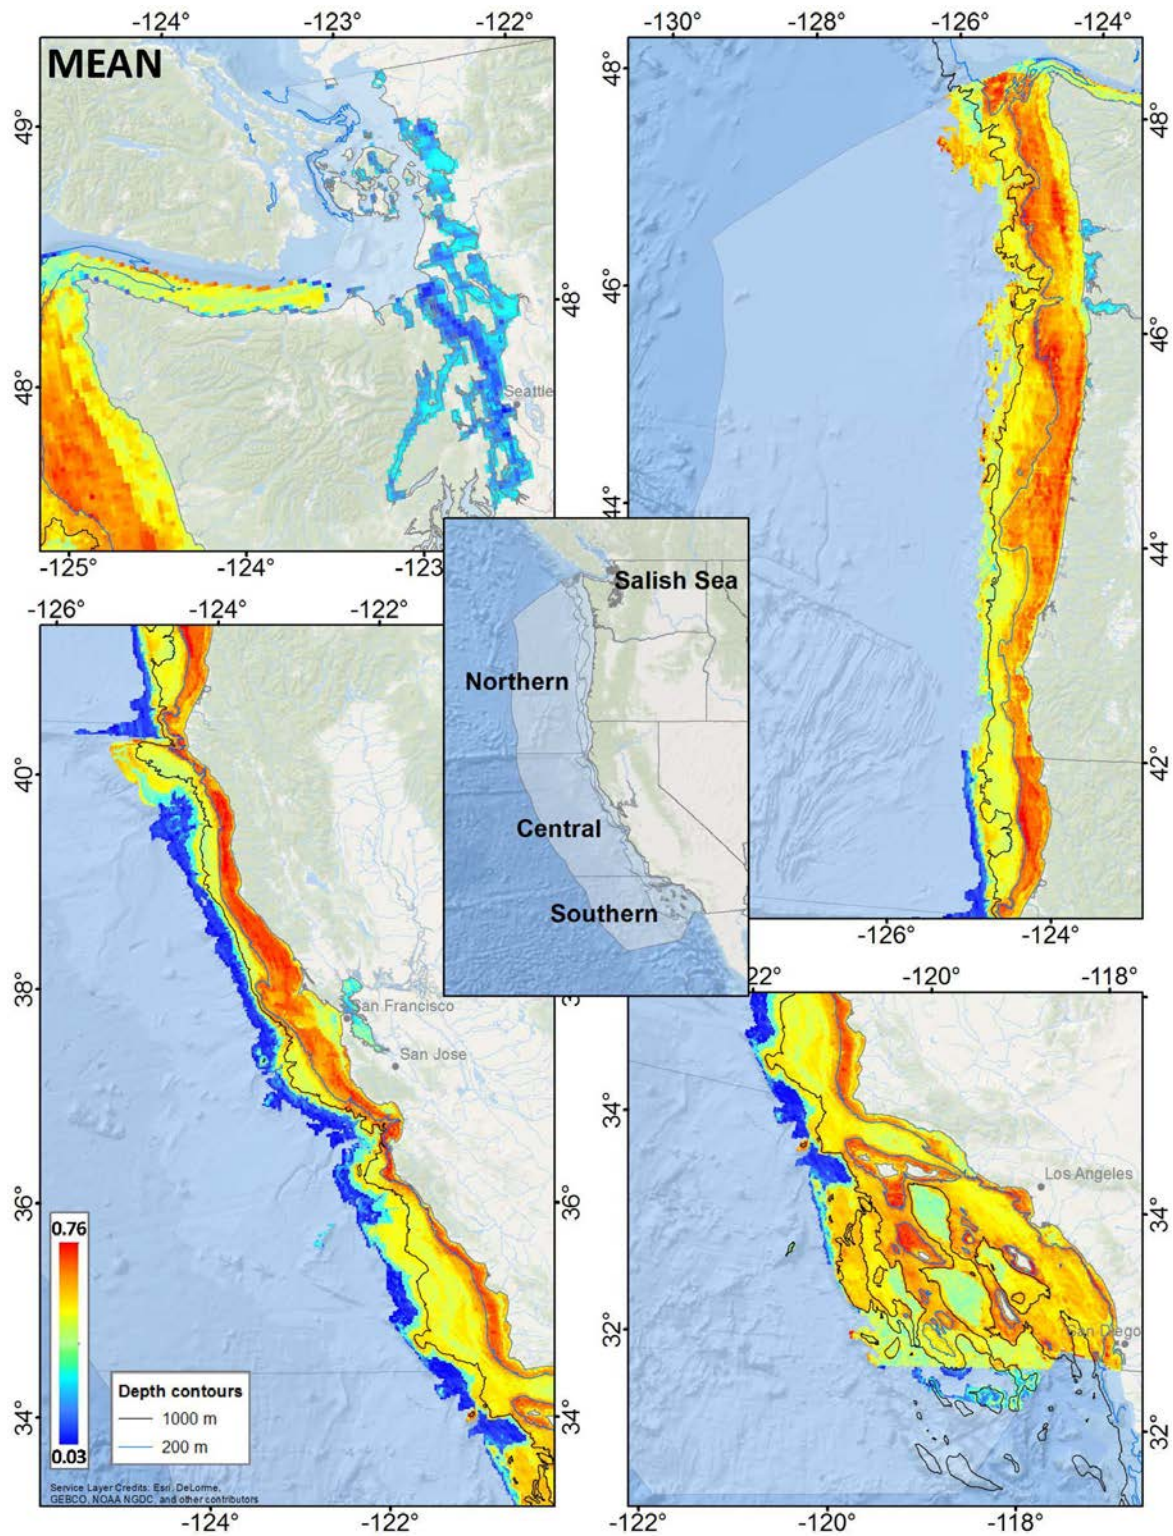 -124° -123° -122° -130° -128° -126° -124°
MEAN
49°
48°
48°
48°
48°
Seattle
46°
46°
44°
44°
-125° -124° -123
-126° -124° -122°
Salish Sea
Northern
Central
Southern
42°
40°
-126° -124°
22° -120° -118°
38°
San Francisco
San Jose
34°
Los Angeles
36°
36°
34°
0.76
32°
San Diego
Depth contours
1000 m
200 m
34°
34°
32°
0.03
Service Layer Credits: Esri, DeLorme,
GEBCO, NOAA NGDC, and other contributors
-124° -122° -122° -120° -118°